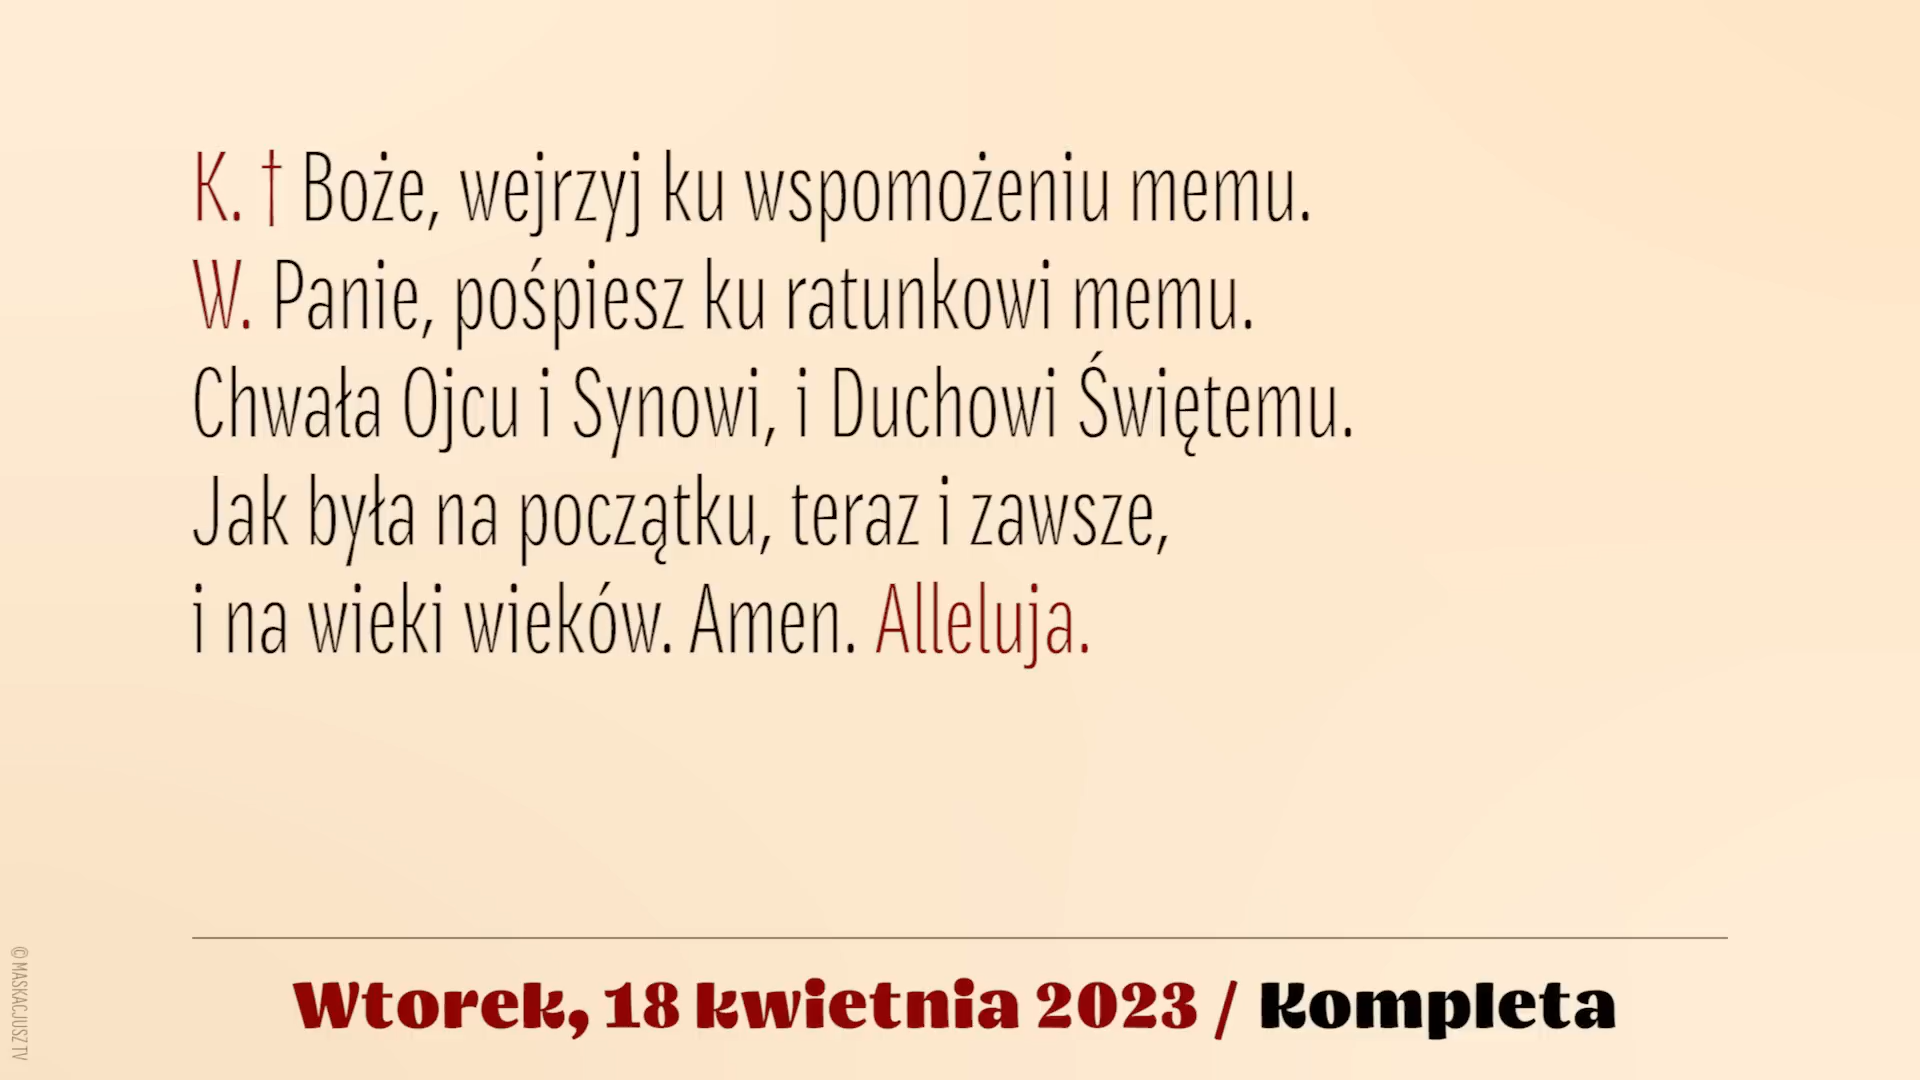 K. † Boże, wejrzyj ku wspomożeniu memu.
W. Panie, pośpiesz ku ratunkowi memu.
Chwała Ojcu i Synowi, i Duchowi Świętemu.
Jak była na początku, teraz i zawsze,
i na wieki wieków. Amen. Alleluja.
Wtorek, 18 kwietnia 2023 / Kompleta
© MASKACJUSZ TV